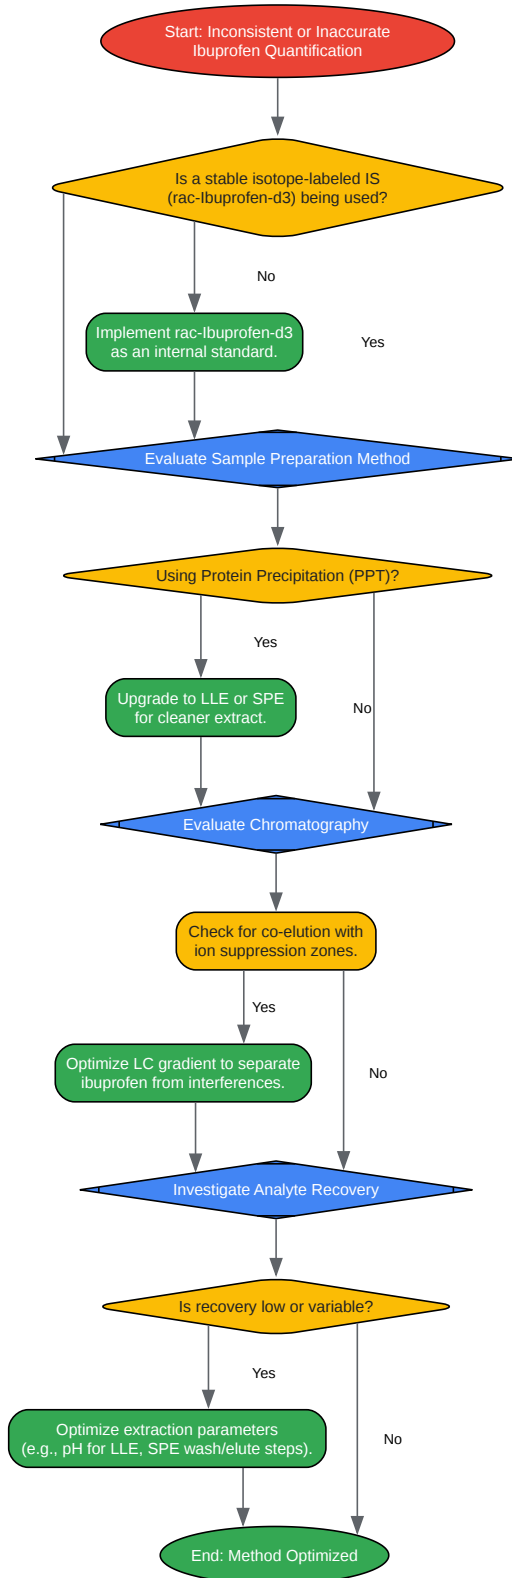 Start: Inconsistent or Inaccurate
Ibuprofen Quantification
Is a stable isotope-labeled IS
(rac-Ibuprofen-d3) being used?
No
Implement rac-Ibuprofen-d3
as an internal standard.
Yes
Evaluate Sample Preparation Method
Using Protein Precipitation (PPT)?
Yes
Upgrade to LLE or SPE
for cleaner extract.
No
Evaluate Chromatography
Check for co-elution with
ion suppression zones.
Yes
Optimize LC gradient to separate
ibuprofen from interferences.
No
Investigate Analyte Recovery
Is recovery low or variable?
Yes
Optimize extraction parameters
(e.g., pH for LLE, SPE wash/elute steps).
No
End: Method Optimized